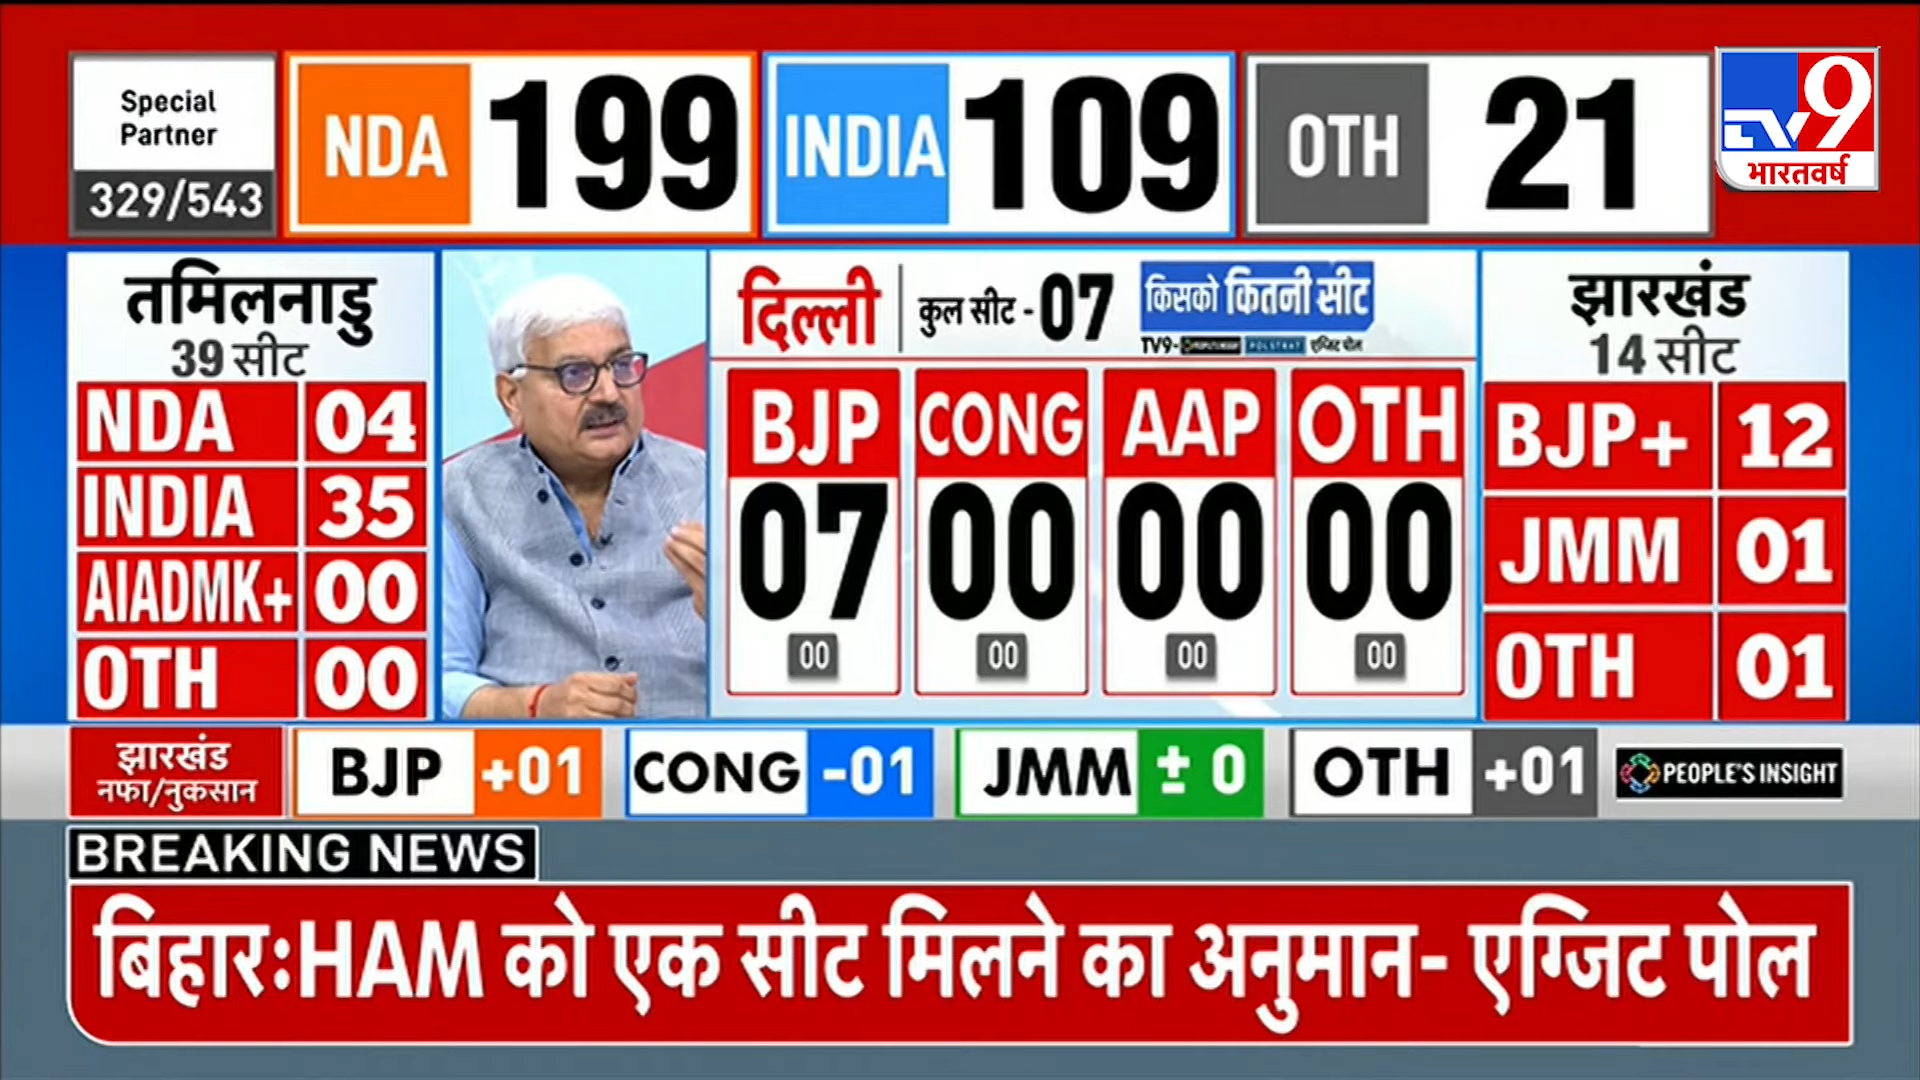 Special
Partner
329/543
NDA 199
INDIA 109
OTH 21
TV9
भारतवर्ष
तमिलनाडु
39 सीट
NDA 04
INDIA 35
AIADMK+ 00
OTH 00
दिल्ली
कुल सीट - 07
किसको कितनी सीट
TV9- POLSTRAT एग्जिट पोल
BJP CONG AAP OTH
07 00 00 00
00 00 00 00
झारखंड
14 सीट
BJP+ 12
JMM 01
OTH 01
झारखंड
नफा/नुकसान
BJP +01
CONG -01
JMM ± 0
OTH +01
PEOPLE'S INSIGHT
BREAKING NEWS
बिहारः HAM को एक सीट मिलने का अनुमान- एग्जिट पोल